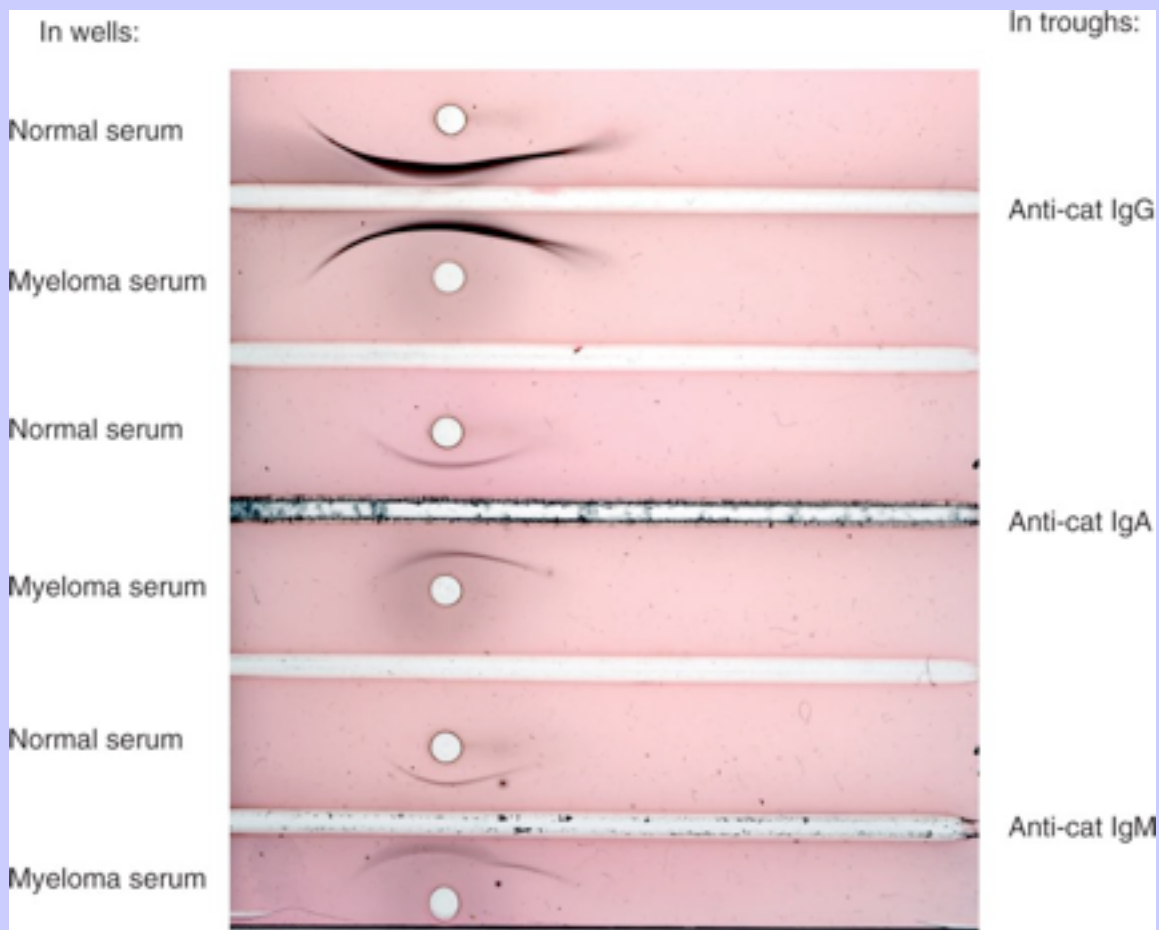 In wells:
In troughs:
Normal serum
Anti-cat IgG
Myeloma serum
Normal serum
Anti-cat IgA
Myeloma serum
Normal serum
Anti-cat IgM
Myeloma serum